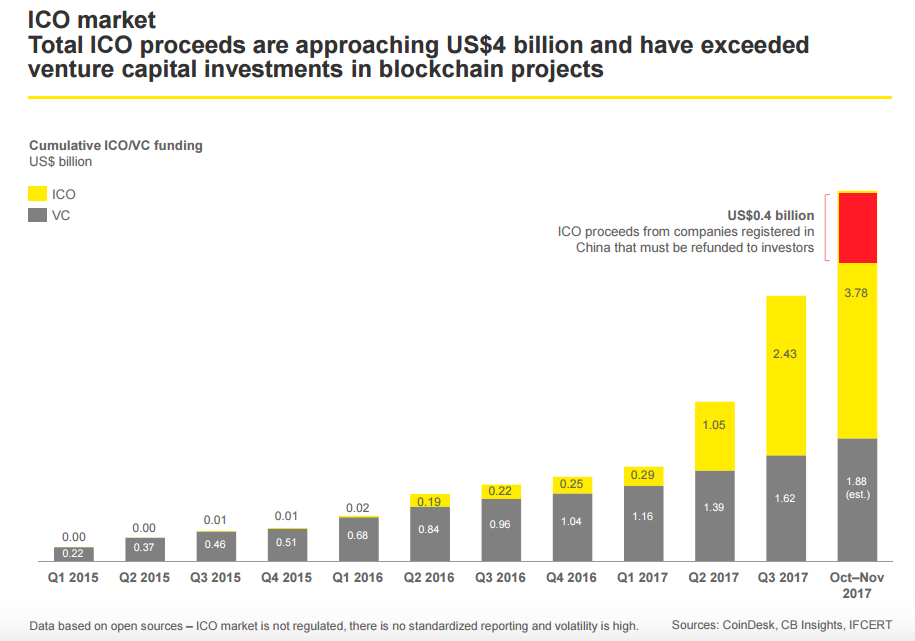 ICO market
Total ICO proceeds are approaching US$4 billion and have exceeded
venture capital investments in blockchain projects
Cumulative ICO/VC funding
US$ billion
ICO
VC
US$0.4 billion
ICO proceeds from companies registered in
China that must be refunded to investors
3.78
2.43
1.05
0.29
0.25
0.22
0.19
0.02
0.01
0.01
0.00
0.00
0.22
0.37
0.46
0.51
0.68
0.84
0.96
1.04
1.16
1.39
1.62
1.88
(est.)
Q1 2015 Q2 2015 Q3 2015 Q4 2015 Q1 2016 Q2 2016 Q3 2016 Q4 2016 Q1 2017 Q2 2017 Q3 2017 Oct–Nov
2017
Data based on open sources – ICO market is not regulated, there is no standardized reporting and volatility is high.
Sources: CoinDesk, CB Insights, IFCERT